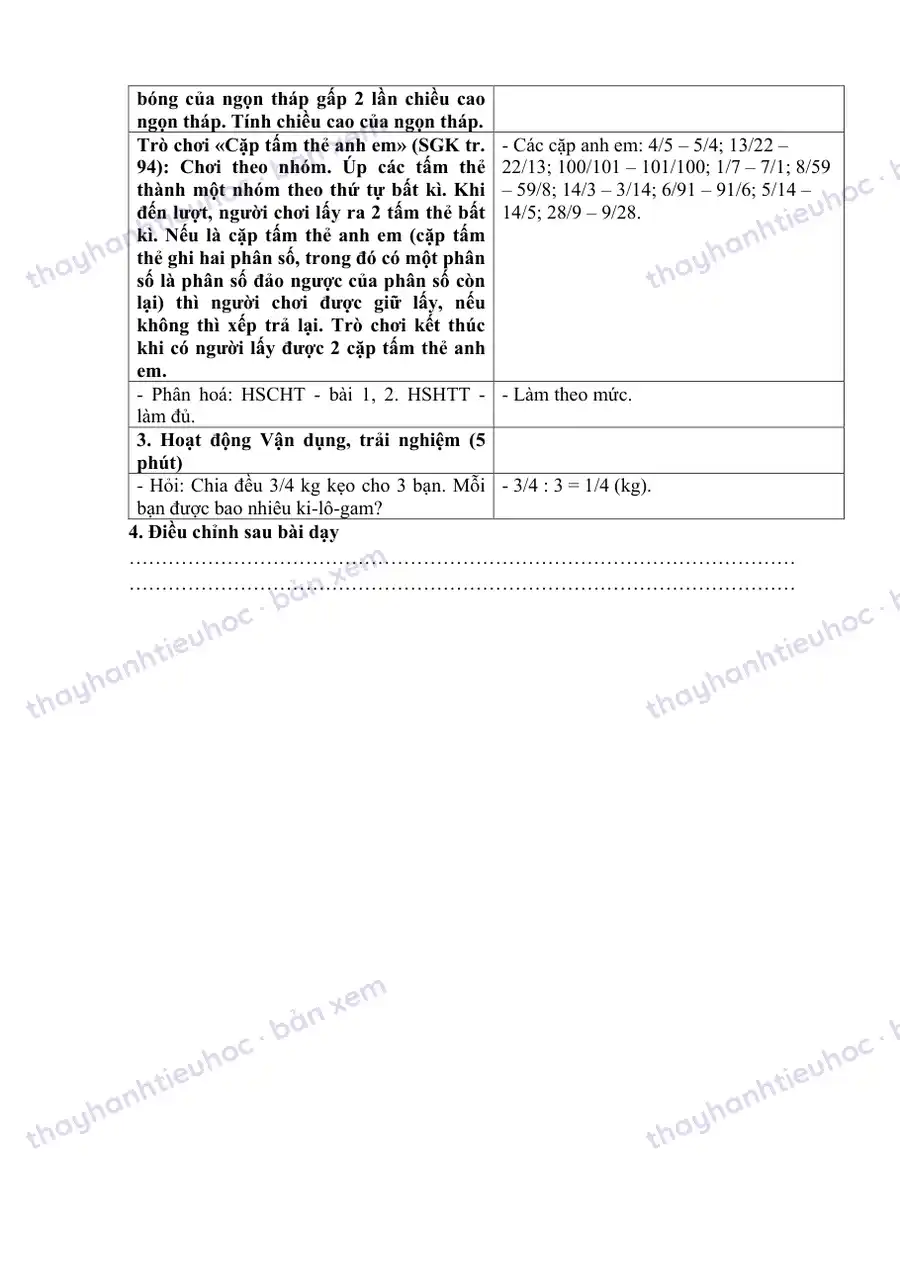 bóng của ngọn tháp gấp 2 lần chiều cao
ngọn tháp. Tính chiều cao của ngọn tháp.
Trò chơi «Cặp tấm thẻ anh em» (SGK tr.
94): Chơi theo nhóm. Úp các tấm thẻ
thành một nhóm theo thứ tự bất kì. Khi
đến lượt, người chơi lấy ra 2 tấm thẻ bất
kì. Nếu là cặp tấm thẻ anh em (cặp tấm
thẻ ghi hai phân số, trong đó có một phân
số là phân số đảo ngược của phân số còn
lại) thì người chơi được giữ lấy, nếu
không thì xếp trả lại. Trò chơi kết thúc
khi có người lấy được 2 cặp tấm thẻ anh
em.
- Các cặp anh em: 4/5 – 5/4; 13/22 –
22/13; 100/101 – 101/100; 1/7 – 7/1; 8/59
– 59/8; 14/3 – 3/14; 6/91 – 91/6; 5/14 –
14/5; 28/9 – 9/28.
- Phân hoá: HSCHT - bài 1, 2. HSHTT -
làm đủ.
- Làm theo mức.
3. Hoạt động Vận dụng, trải nghiệm (5
phút)
- Hỏi: Chia đều 3/4 kg kẹo cho 3 bạn. Mỗi
bạn được bao nhiêu ki-lô-gam?
- 3/4 : 3 = 1/4 (kg).
4. Điều chỉnh sau bài dạy
…………………………………………………………………………………………
…………………………………………………………………………………………
thayhanhtieuhoc · bản xem
thayhanhtieuhoc · b
thayhanhtieuhoc · bản xem
thayhanhtieuhoc · b
thayhanhtieuhoc · bản xem
thayhanhtieuhoc · b